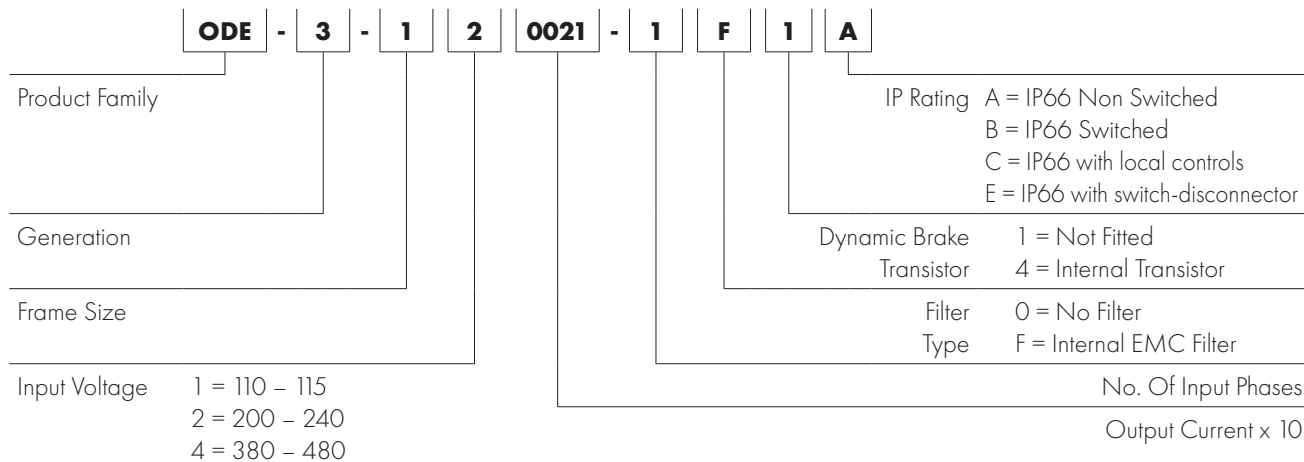 ODE - 3 - 1 2 0021 - 1 F 1 A
Product Family
IP Rating A = IP66 Non Switched
B = IP66 Switched
C = IP66 with local controls
E = IP66 with switch-disconnector
Generation
Dynamic Brake 1 = Not Fitted
Transistor 4 = Internal Transistor
Frame Size
Filter 0 = No Filter
Type F = Internal EMC Filter
Input Voltage 1 = 110 – 115
2 = 200 – 240
4 = 380 – 480
No. Of Input Phases
Output Current x 10